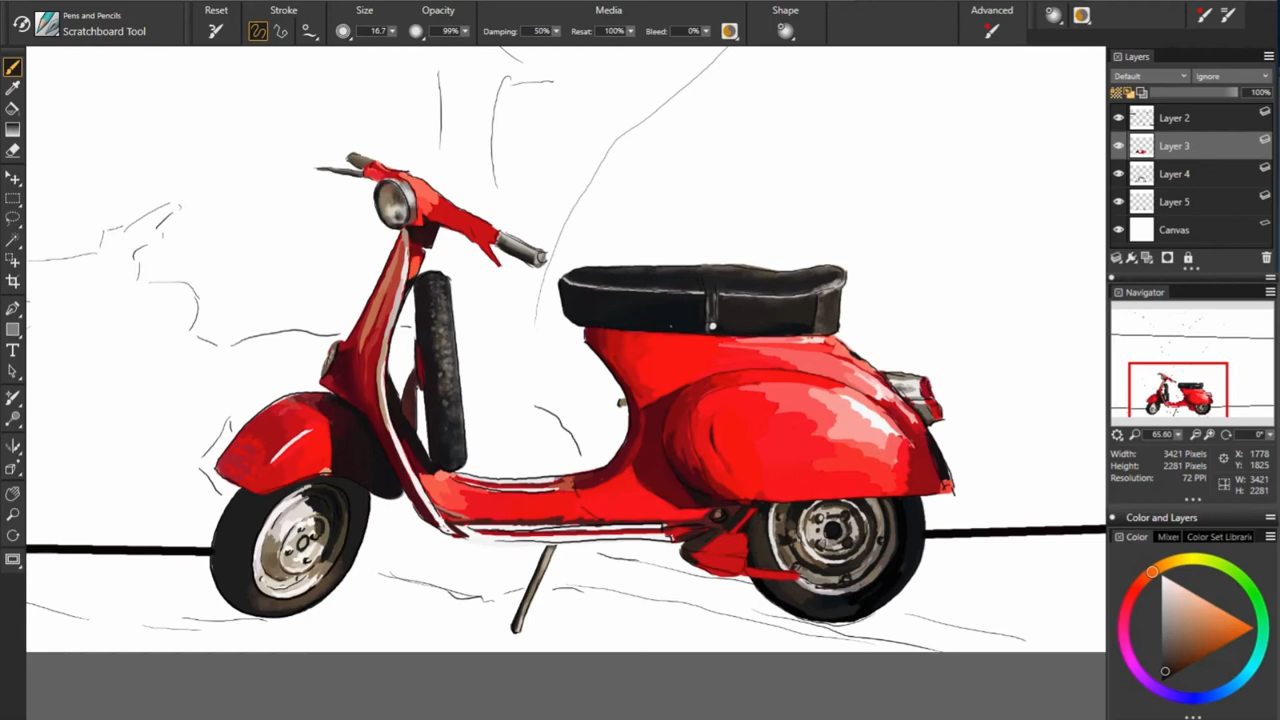 Pens and Pencils
Scratchboard Tool
Reset
Stroke
Size
16.7
Opacity
99%
Media
Damping: 50%
Resat: 100%
Bleed: 0%
Shape
Advanced
Layers
Default
Ignore
100%
Layer 2
Layer 3
Layer 4
Layer 5
Canvas
Navigator
65.60
0°
Width: 3421 Pixels
Height: 2281 Pixels
Resolution: 72 PPI
X: 1778
Y: 1825
W: 3421
H: 2281
Color and Layers
Color
Mixe
Color Set Librari